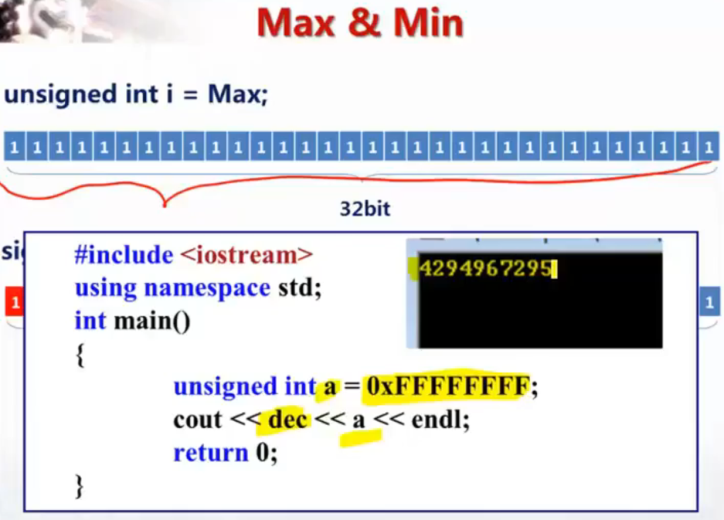 Max & Min
unsigned int i = Max;
1 1 1 1 1 1 1 1 1 1 1 1 1 1 1 1 1 1 1 1 1 1 1 1 1 1 1 1 1 1 1 1
32bit
#include <iostream>
using namespace std;
int main()
{
unsigned int a = 0xFFFFFFFF;
cout << dec << a << endl;
return 0;
}
4294967295
1
1